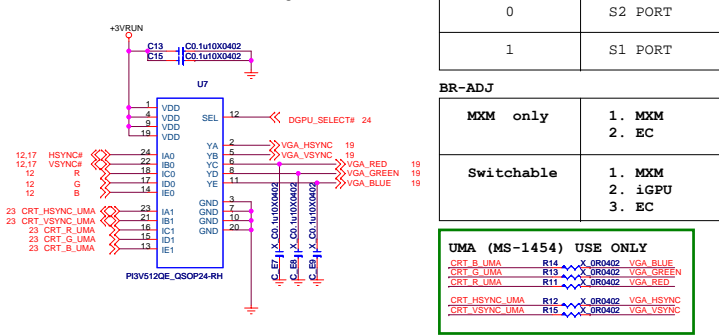 +3VRUN
C13 C0.1u10X0402
C15 C0.1u10X0402
U7
1 VDD
4 VDD
9 VDD
19 VDD
SEL 12 DGPU_SELECT# 24
YA 2 VGA_HSYNC 19
YB 5 VGA_VSYNC 19
YC 6 VGA_RED 19
YD 8 VGA_GREEN 19
YE 11 VGA_BLUE 19
12,17 HSYNC# 24 IA0
12,17 VSYNC# 22 IB0
12 R 18 IC0
12 G 17 ID0
12 B 14 IE0
GND 3
GND 7
GND 10
GND 20
23 CRT_HSYNC_UMA 23 IA1
23 CRT_VSYNC_UMA 21 IB1
23 CRT_R_UMA 16 IC1
23 CRT_G_UMA 15 ID1
23 CRT_B_UMA 13 IE1
C_E7 X_C0.1u10X0402
C_E8 X_C0.1u10X0402
C_E9 X_C0.1u10X0402
PI3V512QE_QSOP24-RH
0 S2 PORT
1 S1 PORT
BR-ADJ
MXM only 1. MXM
2. EC
Switchable 1. MXM
2. iGPU
3. EC
UMA (MS-1454) USE ONLY
CRT_B_UMA R14 X_0R0402 VGA_BLUE
CRT_G_UMA R13 X_0R0402 VGA_GREEN
CRT_R_UMA R11 X_0R0402 VGA_RED
CRT_HSYNC_UMA R12 X_0R0402 VGA_HSYNC
CRT_VSYNC_UMA R15 X_0R0402 VGA_VSYNC